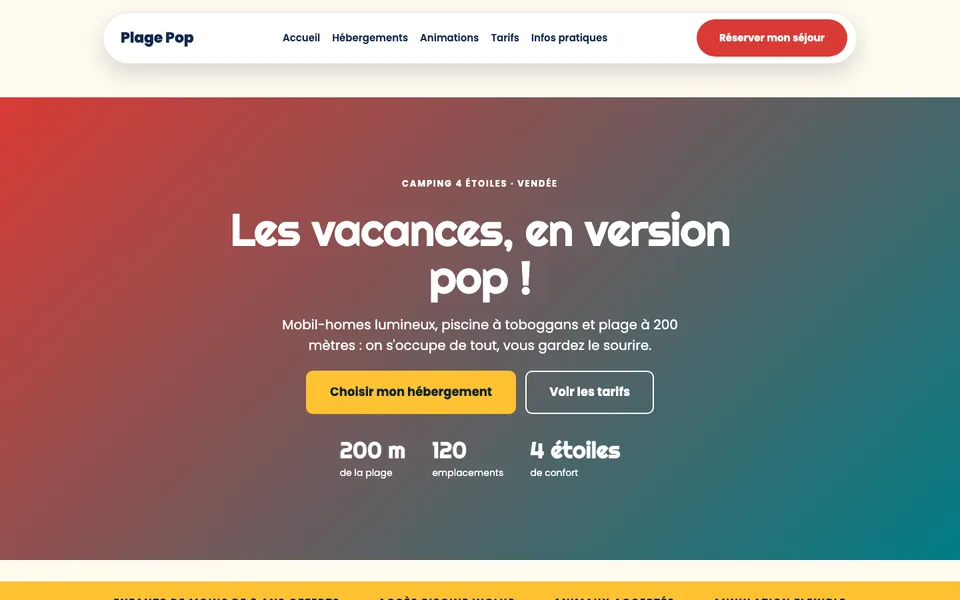 Plage Pop
Accueil
Hébergements
Animations
Tarifs
Infos pratiques
Réserver mon séjour
CAMPING 4 ÉTOILES · VENDÉE
Les vacances, en version
pop !
Mobil-homes lumineux, piscine à toboggans et plage à 200
mètres : on s'occupe de tout, vous gardez le sourire.
Choisir mon hébergement
Voir les tarifs
200 m
de la plage
120
emplacements
4 étoiles
de confort